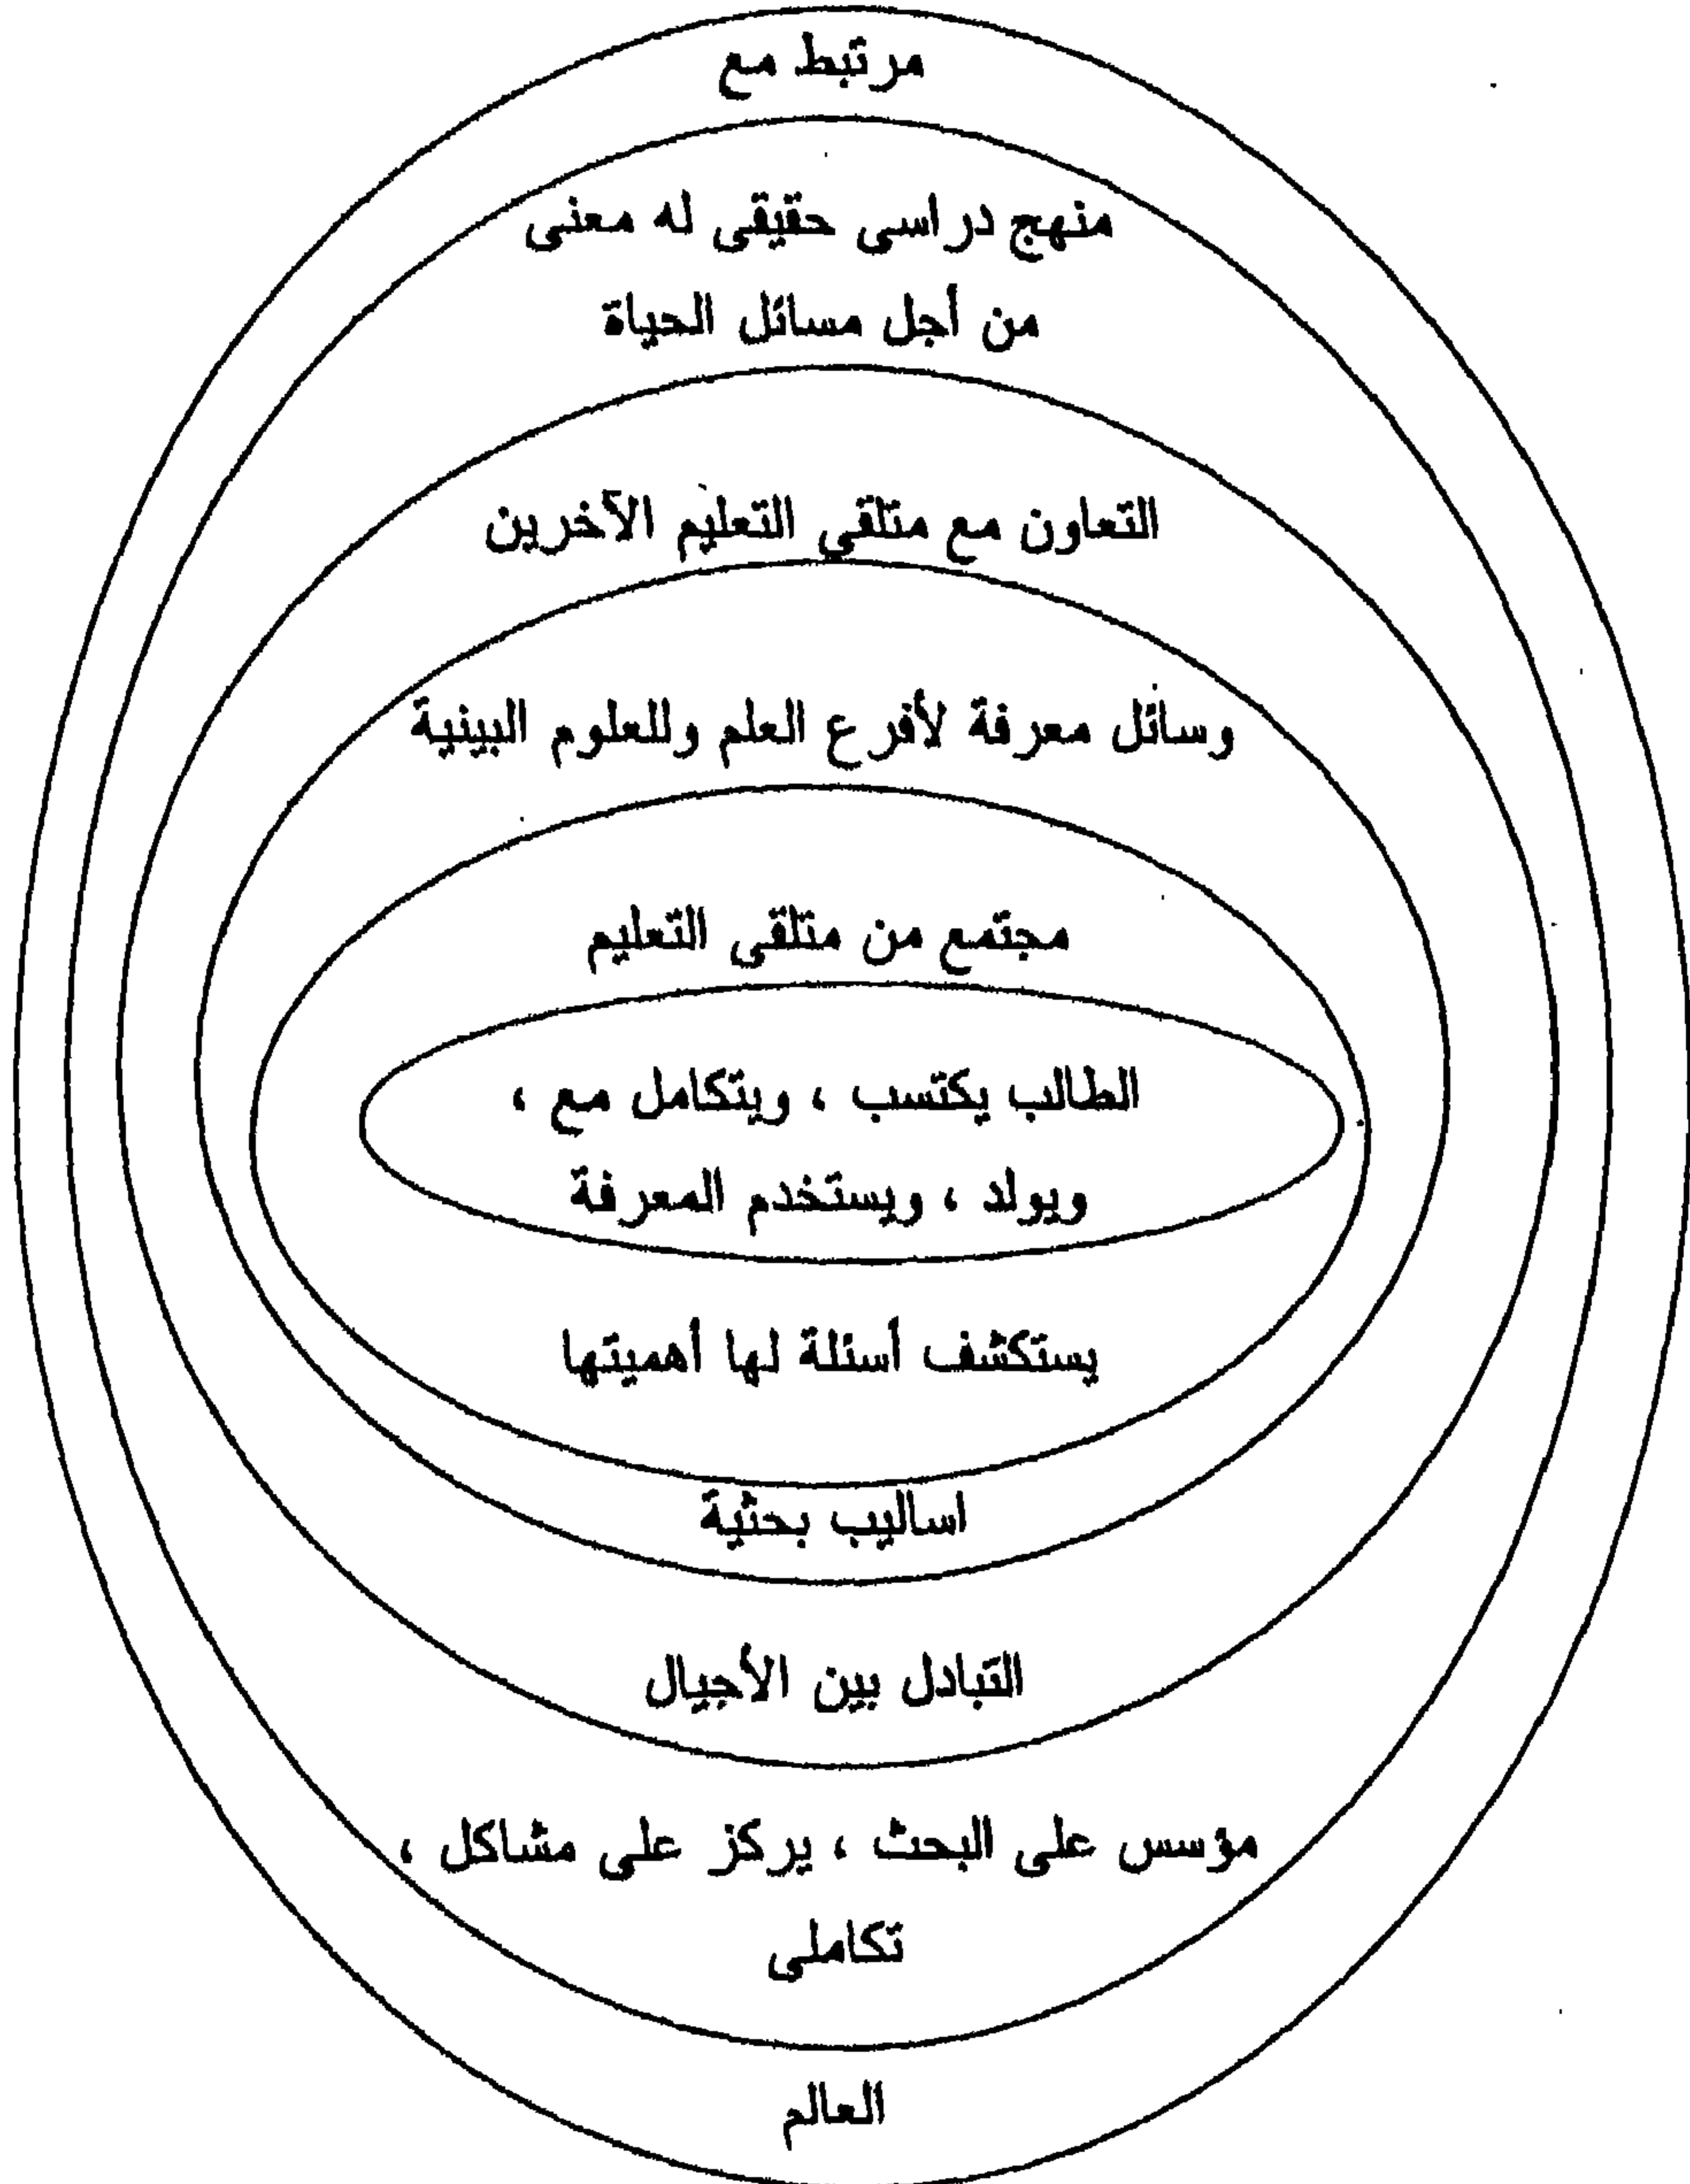 مرتبط مع
منهج دراسى حقيقى له معنى
من أجل مسائل الحياة
التعاون مع متلقي التعليم الآخرين
وسائل معرفة لأفرع العلم وللعلوم البينية
مجتمع من متلقى التعليم
الطالب يكتسب ، ويتكامل مع ،
ويولد ، ويستخدم المعرفة
يستكشف أسئلة لها أهميتها
اساليب بحثية
التبادل بين الأجيال
مؤسس على البحث ، يركز على مشاكل ،
تكاملى
العالم